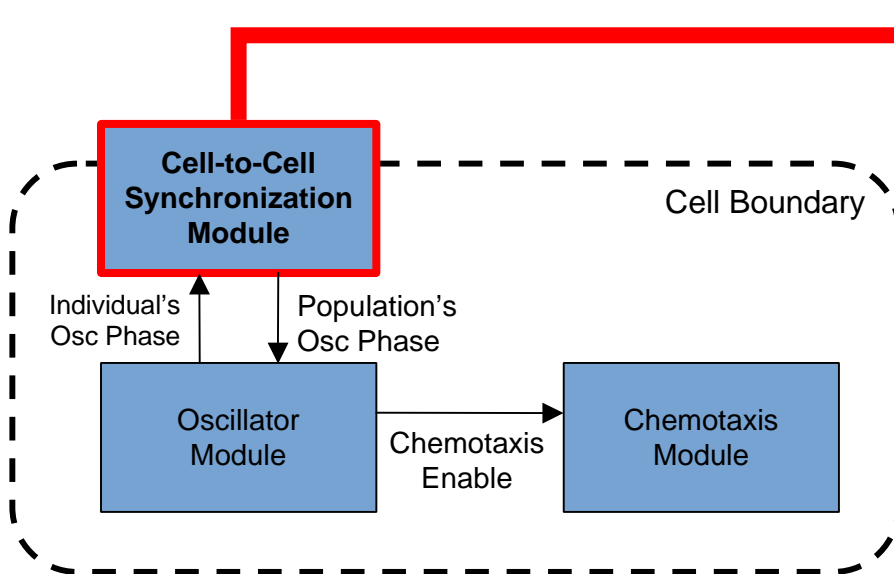 Cell-to-Cell
Synchronization
Module
Cell Boundary
Individual's
Osc Phase
Population's
Osc Phase
Oscillator
Module
Chemotaxis
Enable
Chemotaxis
Module